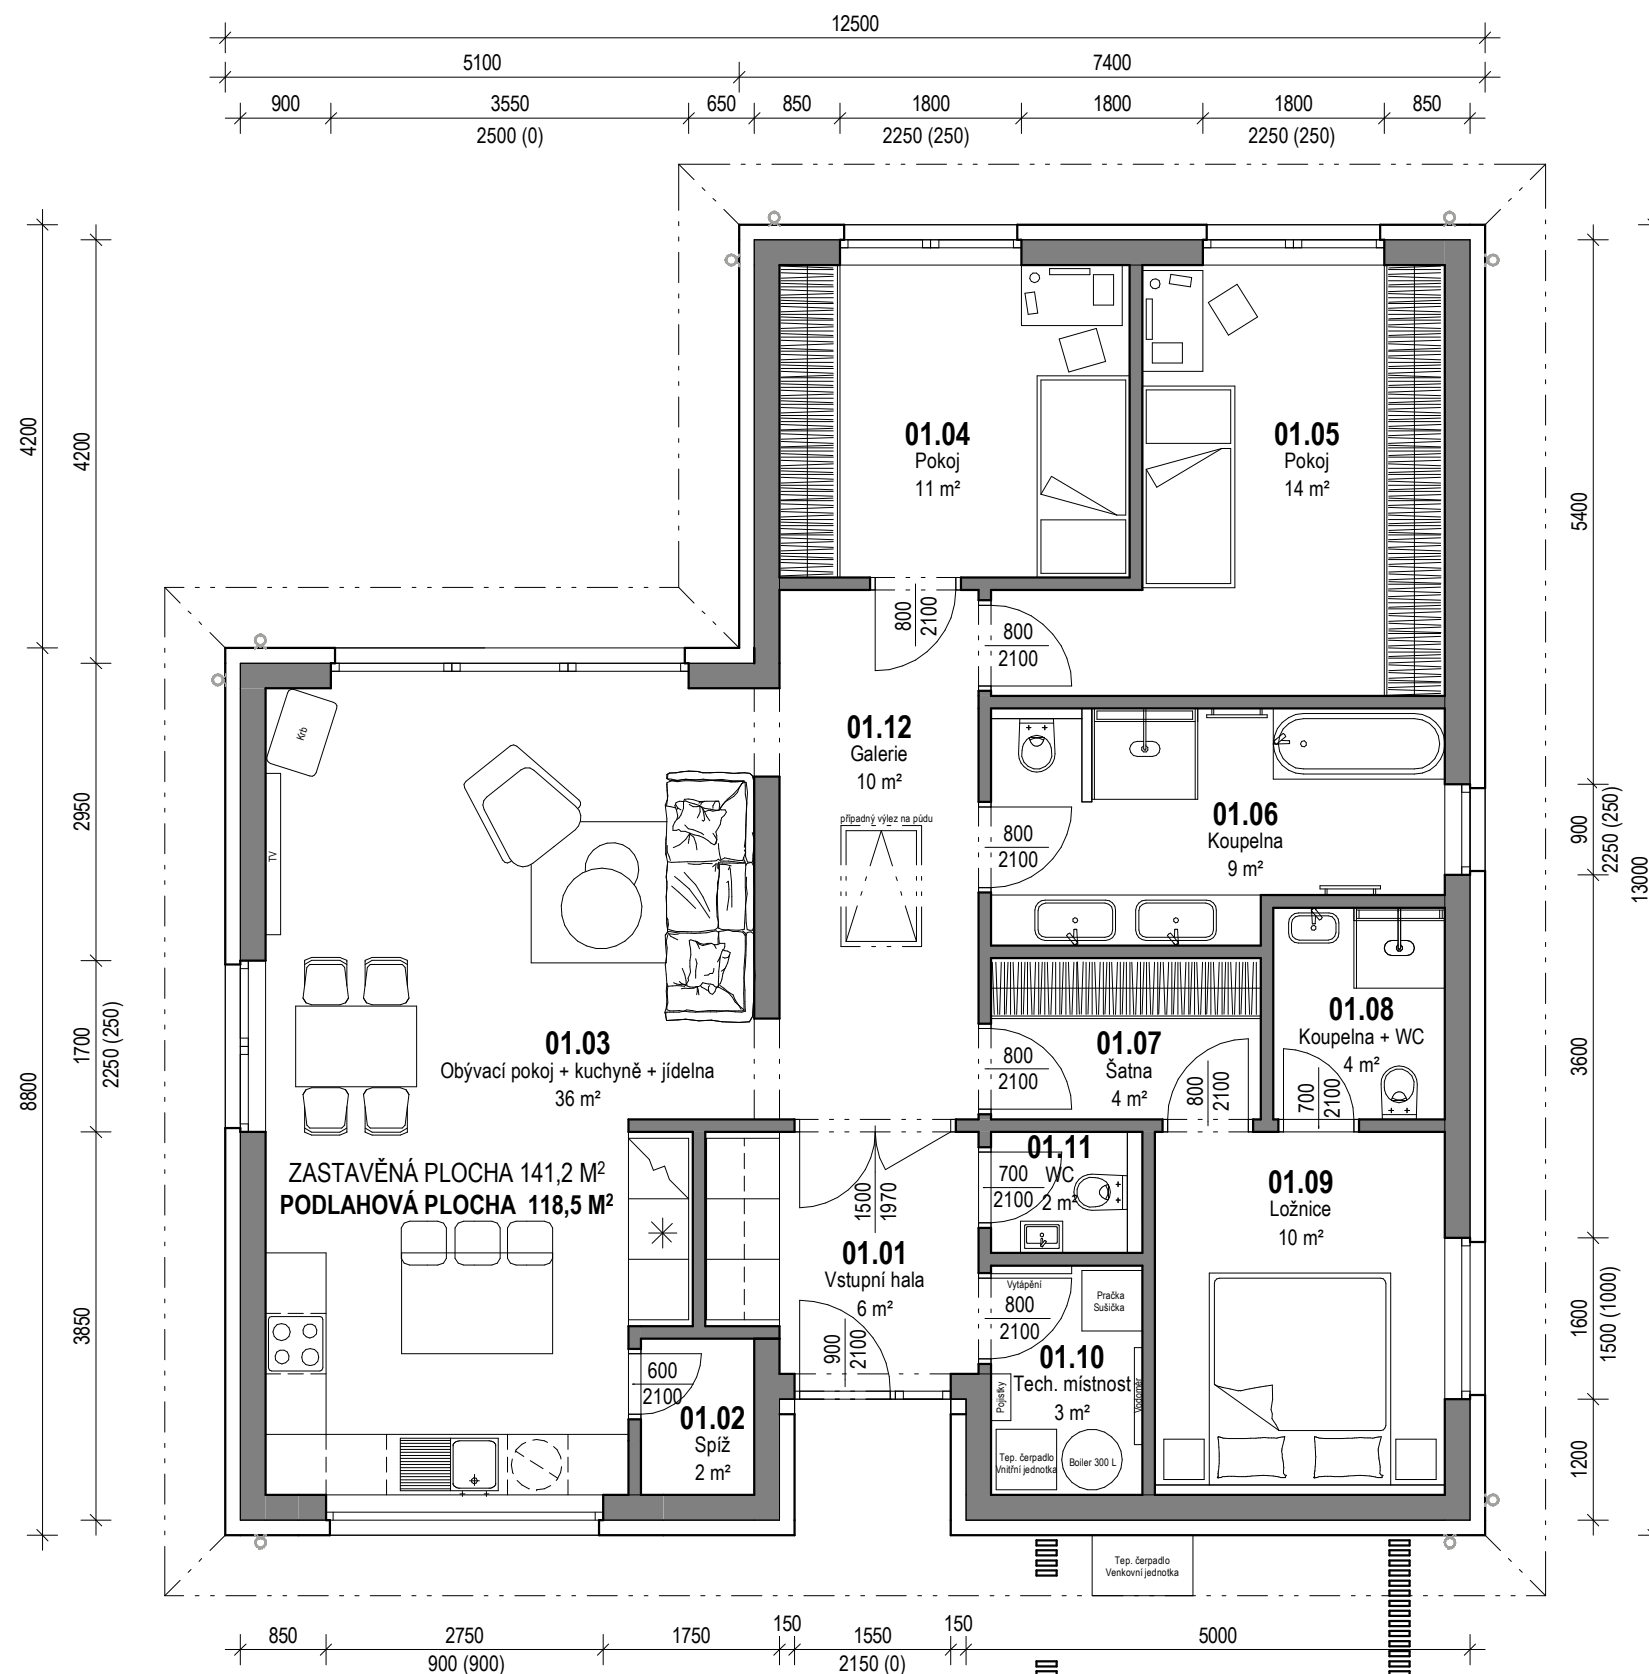 12500
5100
7400
900
3550
650
850
1800
1800
1800
850
2500 (0)
2250 (250)
2250 (250)
4200
4200
8800
2950
1700
2250 (250)
3850
5400
900
2250 (250)
13000
3600
1600
1500 (1000)
1200
01.04
Pokoj
11 m²
01.05
Pokoj
14 m²
800
2100
800
2100
Krb
TV
01.12
Galerie
10 m²
případný výlez na půdu
800
2100
01.06
Koupelna
9 m²
01.03
Obývací pokoj + kuchyně + jídelna
36 m²
800
2100
01.07
Šatna
4 m²
800
2100
01.08
Koupelna + WC
4 m²
700
2100
ZASTAVĚNÁ PLOCHA 141,2 M²
PODLAHOVÁ PLOCHA 118,5 M²
1500
1970
01.11
WC
2 m²
700
2100
01.09
Ložnice
10 m²
01.01
Vstupní hala
6 m²
900
2100
Vytápění
800
2100
Pračka
Sušička
01.10
Tech. místnost
3 m²
Pojistky
Vodoměr
Tep. čerpadlo
Vnitřní jednotka
Boiler 300 L
600
2100
01.02
Spíž
2 m²
Tep. čerpadlo
Venkovní jednotka
850
2750
1750
150
1550
150
5000
900 (900)
2150 (0)